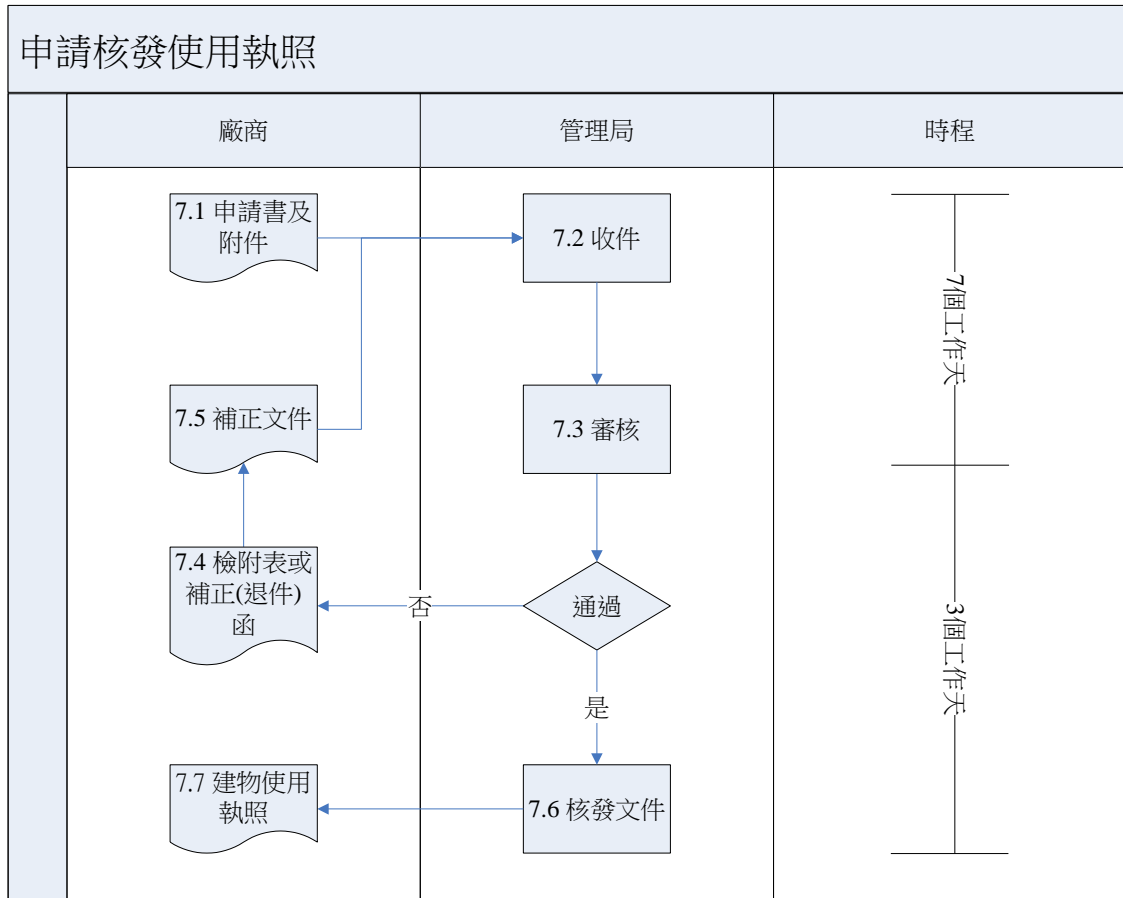 申請核發使用執照
廠商
管理局
時程
7.1 申請書及
附件
7.2 收件
7個工作天
7.5 補正文件
7.3 審核
7.4 檢附表或
補正(退件)
函
否
通過
3個工作天
是
7.7 建物使用
執照
7.6 核發文件